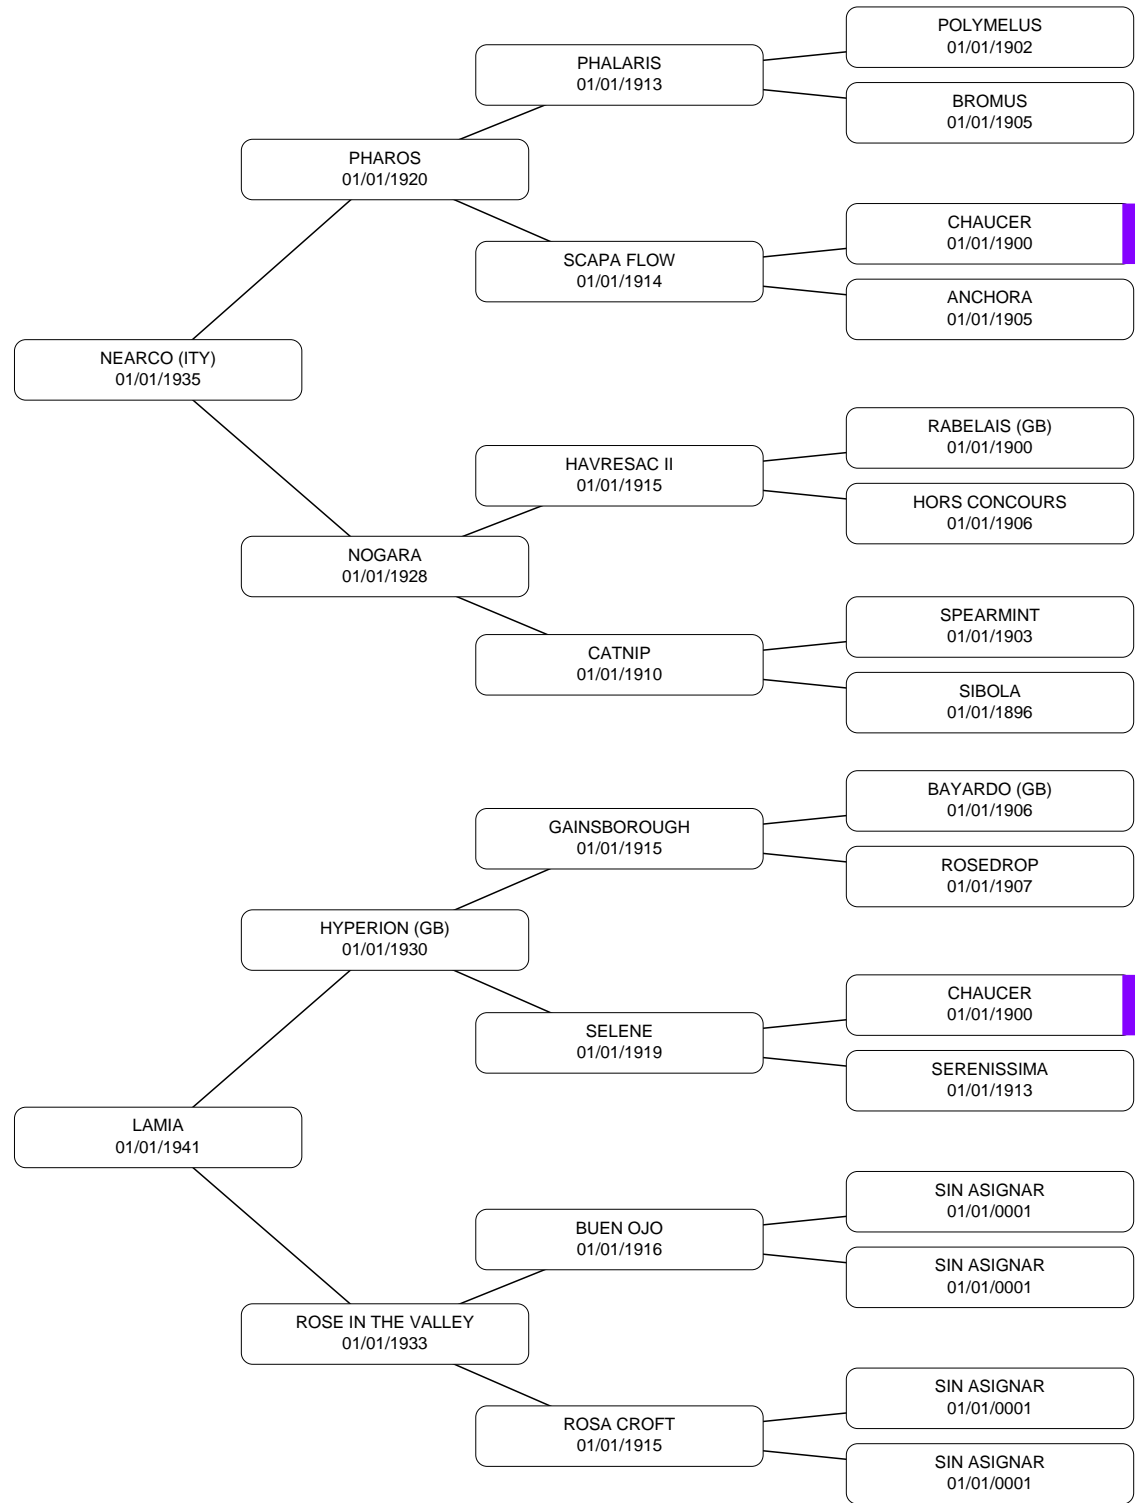 POLYMELUS
01/01/1902
PHALARIS
01/01/1913
BROMUS
01/01/1905
PHAROS
01/01/1920
CHAUCER
01/01/1900
SCAPA FLOW
01/01/1914
ANCHORA
01/01/1905
NEARCO (ITY)
01/01/1935
RABELAIS (GB)
01/01/1900
HAVRESAC II
01/01/1915
HORS CONCOURS
01/01/1906
NOGARA
01/01/1928
SPEARMINT
01/01/1903
CATNIP
01/01/1910
SIBOLA
01/01/1896
BAYARDO (GB)
01/01/1906
GAINSBOROUGH
01/01/1915
ROSEDROP
01/01/1907
HYPERION (GB)
01/01/1930
CHAUCER
01/01/1900
SELENE
01/01/1919
SERENISSIMA
01/01/1913
LAMIA
01/01/1941
SIN ASIGNAR
01/01/0001
BUEN OJO
01/01/1916
SIN ASIGNAR
01/01/0001
ROSE IN THE VALLEY
01/01/1933
SIN ASIGNAR
01/01/0001
ROSA CROFT
01/01/1915
SIN ASIGNAR
01/01/0001